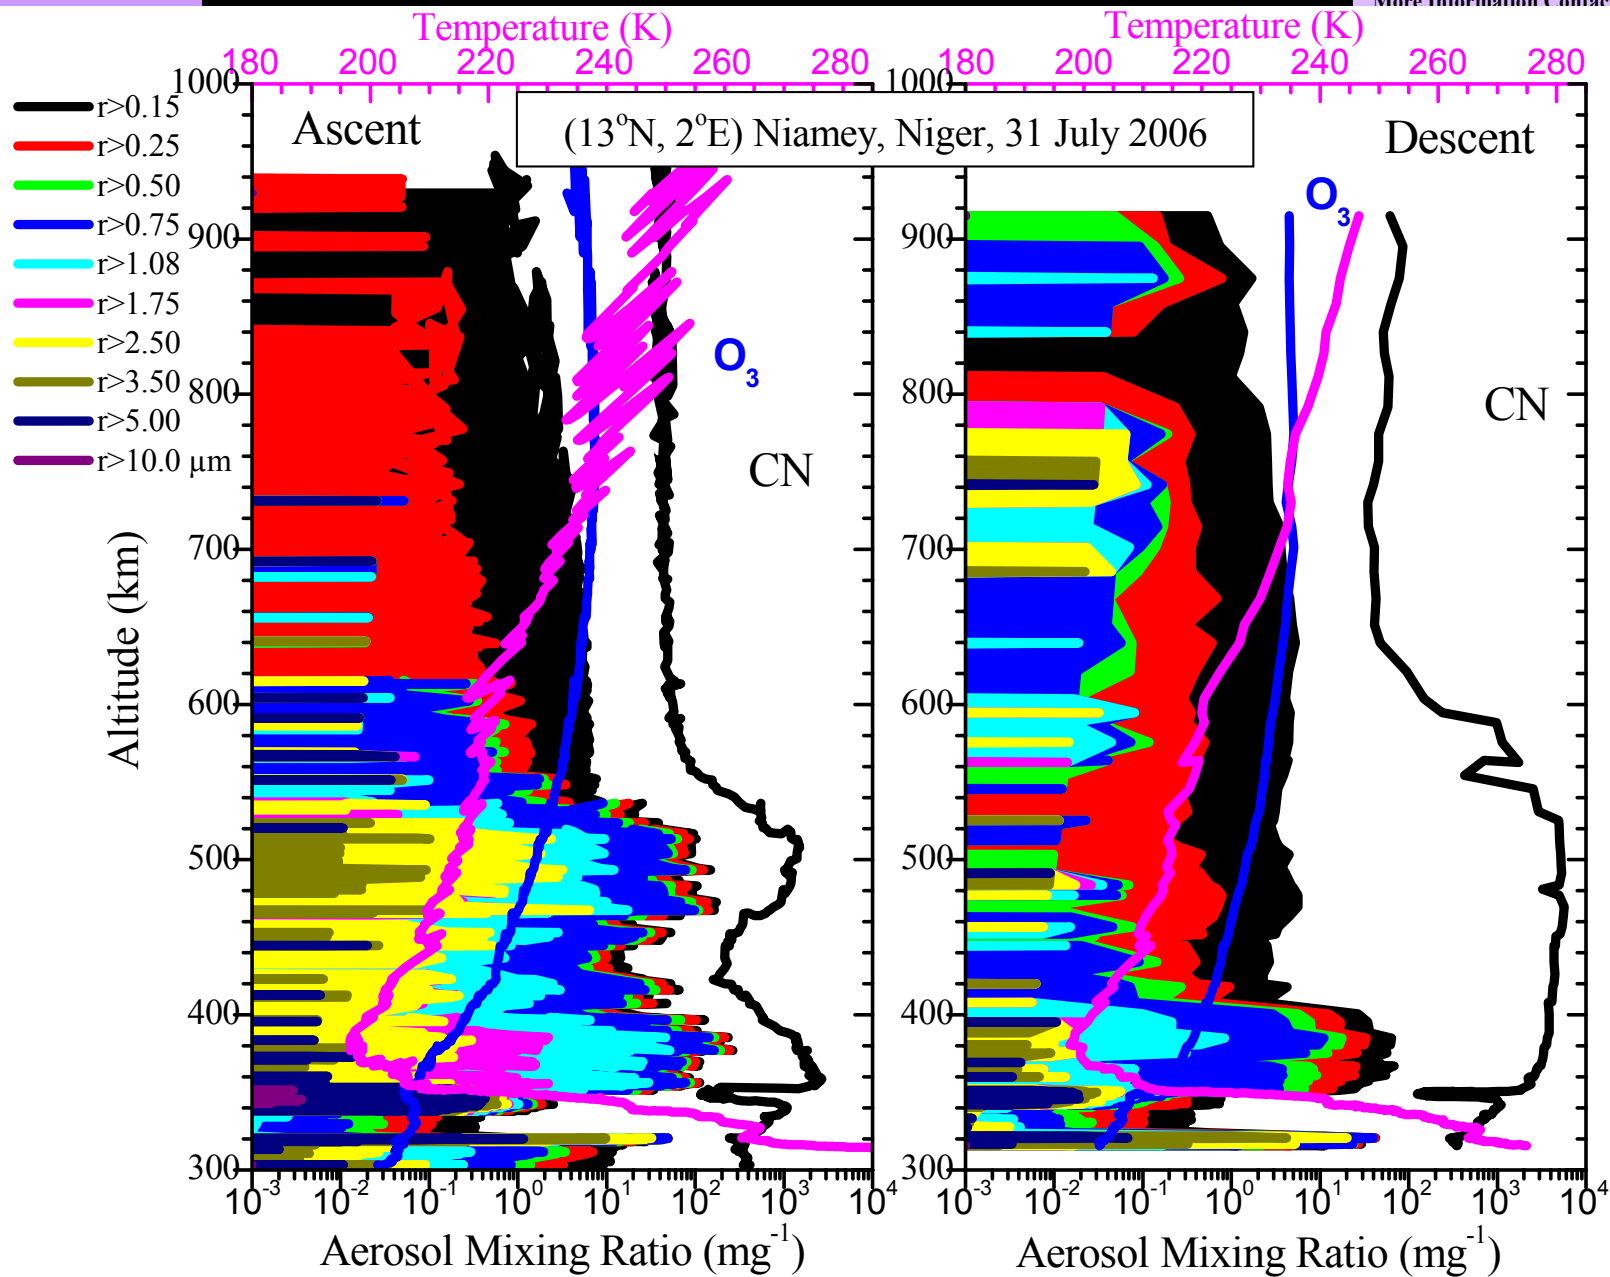 More Information Contac
Temperature (K)
Temperature (K)
180 200 220 240 260 280
180 200 220 240 260 280
1000
900
800
700
600
500
400
300
1000
900
800
700
600
500
400
300
r>0.15
r>0.25
r>0.50
r>0.75
r>1.08
r>1.75
r>2.50
r>3.50
r>5.00
r>10.0 µm
Ascent
(13°N, 2°E) Niamey, Niger, 31 July 2006
Descent
O₃
O₃
CN
CN
Altitude (km)
10⁻³ 10⁻² 10⁻¹ 10⁰ 10¹ 10² 10³ 10⁴
10⁻³ 10⁻² 10⁻¹ 10⁰ 10¹ 10² 10³ 10⁴
Aerosol Mixing Ratio (mg⁻¹)
Aerosol Mixing Ratio (mg⁻¹)